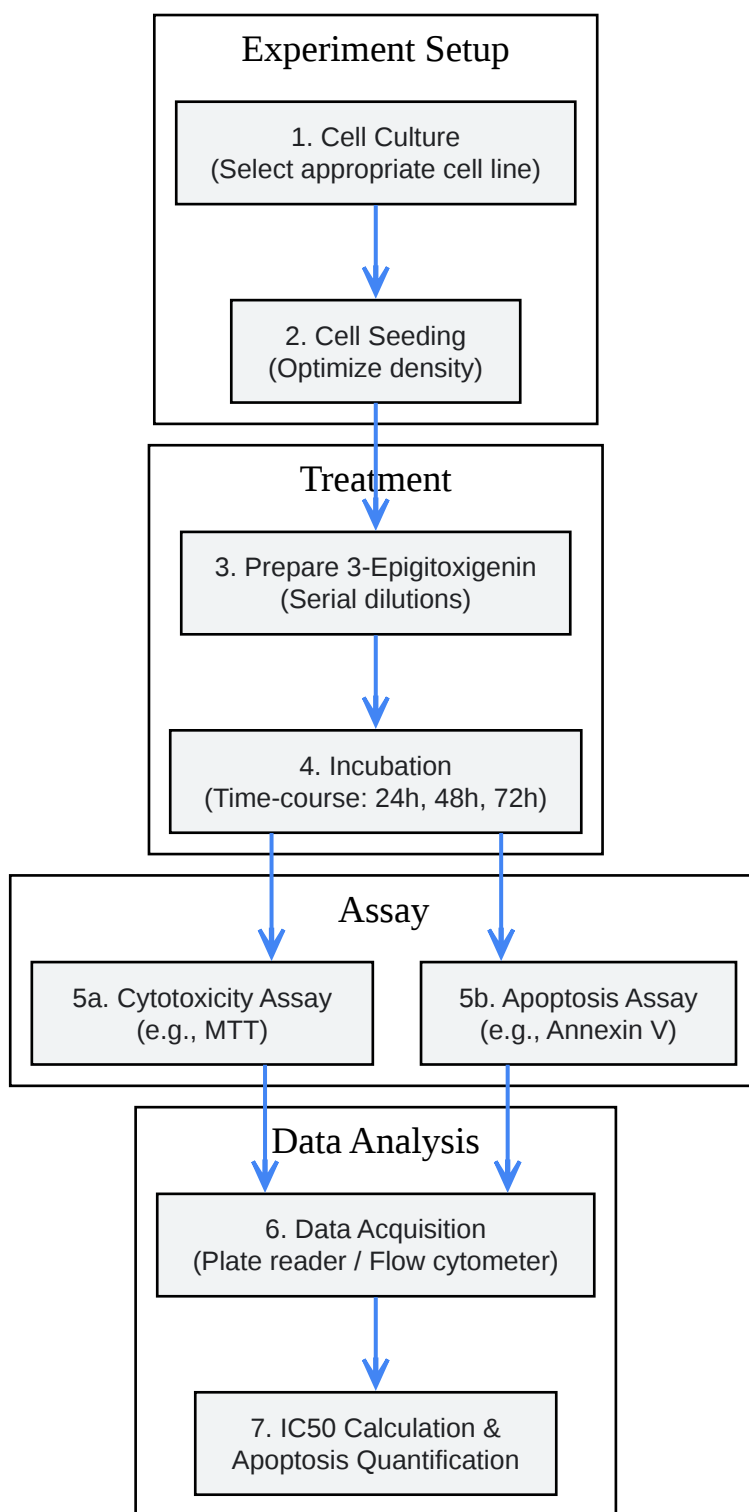 Experiment Setup
1. Cell Culture
(Select appropriate cell line)
2. Cell Seeding
(Optimize density)
Treatment
3. Prepare 3-Epigitoxigenin
(Serial dilutions)
4. Incubation
(Time-course: 24h, 48h, 72h)
Assay
5a. Cytotoxicity Assay
(e.g., MTT)
5b. Apoptosis Assay
(e.g., Annexin V)
Data Analysis
6. Data Acquisition
(Plate reader / Flow cytometer)
7. IC50 Calculation &
Apoptosis Quantification